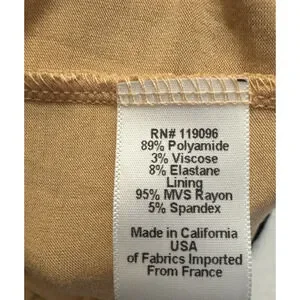 RN# 119096
89% Polyamide
3% Viscose
8% Elastane
Lining
95% MVS Rayon
5% Spandex
Made in California
USA
of Fabrics Imported
From France